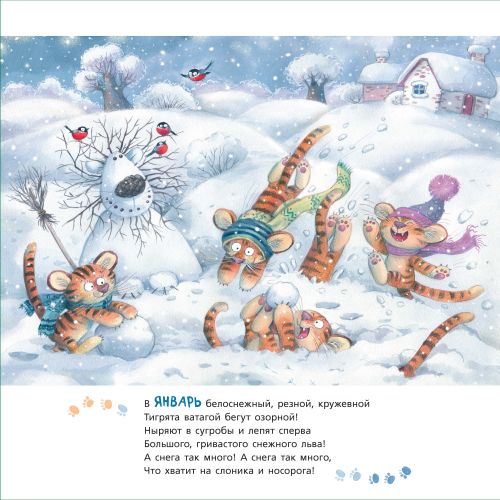 В ЯНВАРЬ белоснежный, резной, кружевной
Тигрята ватагой бегут озорной!
Ныряют в сугробы и лепят сперва
Большого, гривастого снежного льва!
А снега так много! А снега так много,
Что хватит на слоника и носорога!